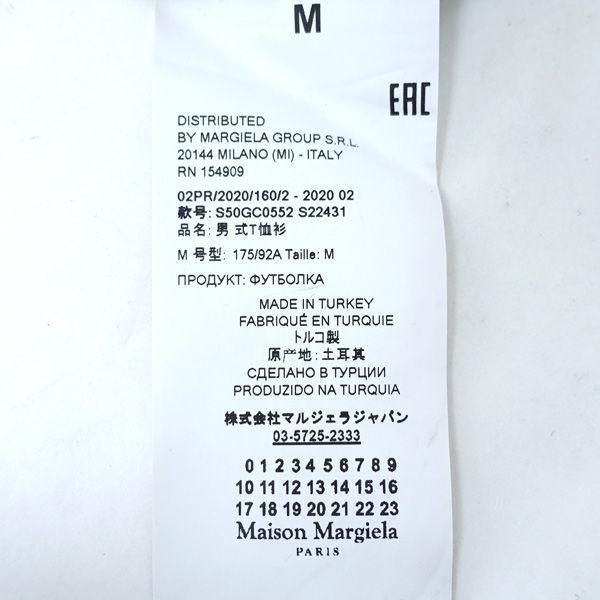 M
EAC
DISTRIBUTED
BY MARGIELA GROUP S.R.L.
20144 MILANO (MI) - ITALY
RN 154909
02PR/2020/160/2 - 2020 02
款号: S50GC0552 S22431
品名: 男 式T恤衫
M 号型: 175/92A Taille: M
ПРОДУКТ: ФУТБОЛКА
MADE IN TURKEY
FABRIQUÉ EN TURQUIE
トルコ製
原产地: 土耳其
СДЕЛАНО В ТУРЦИИ
PRODUZIDO NA TURQUIA
株式会社マルジェラジャパン
03-5725-2333
0 1 2 3 4 5 6 7 8 9
10 11 12 13 14 15 16
17 18 19 20 21 22 23
Maison Margiela
PARIS